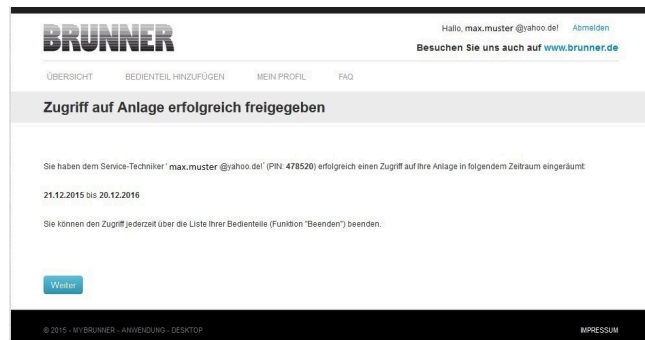 BRUNNER
Hallo, max.muster @yahoo.de! Abmelden
Besuchen Sie uns auch auf www.brunner.de
ÜBERSICHT BEDIENTEIL HINZUFÜGEN MEIN PROFIL FAQ
Zugriff auf Anlage erfolgreich freigegeben
Sie haben dem Service-Techniker ' max.muster @yahoo.de!' (PIN: 478520) erfolgreich einen Zugriff auf Ihre Anlage in folgendem Zeitraum eingeräumt:
21.12.2015 bis 20.12.2016
Sie können den Zugriff jederzeit über die Liste Ihrer Bedienteile (Funktion "Beenden") beenden.
Weiter
© 2015 - MYBRUNNER - ANWENDUNG - DESKTOP IMPRESSUM